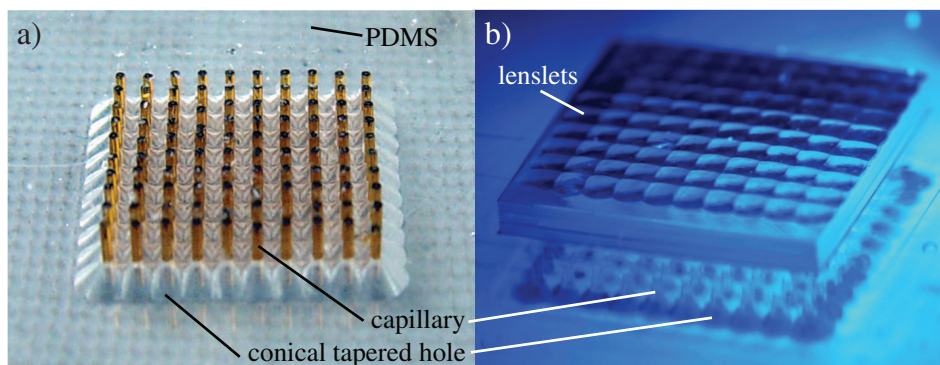 a)
PDMS
b)
lenslets
capillary
conical tapered hole